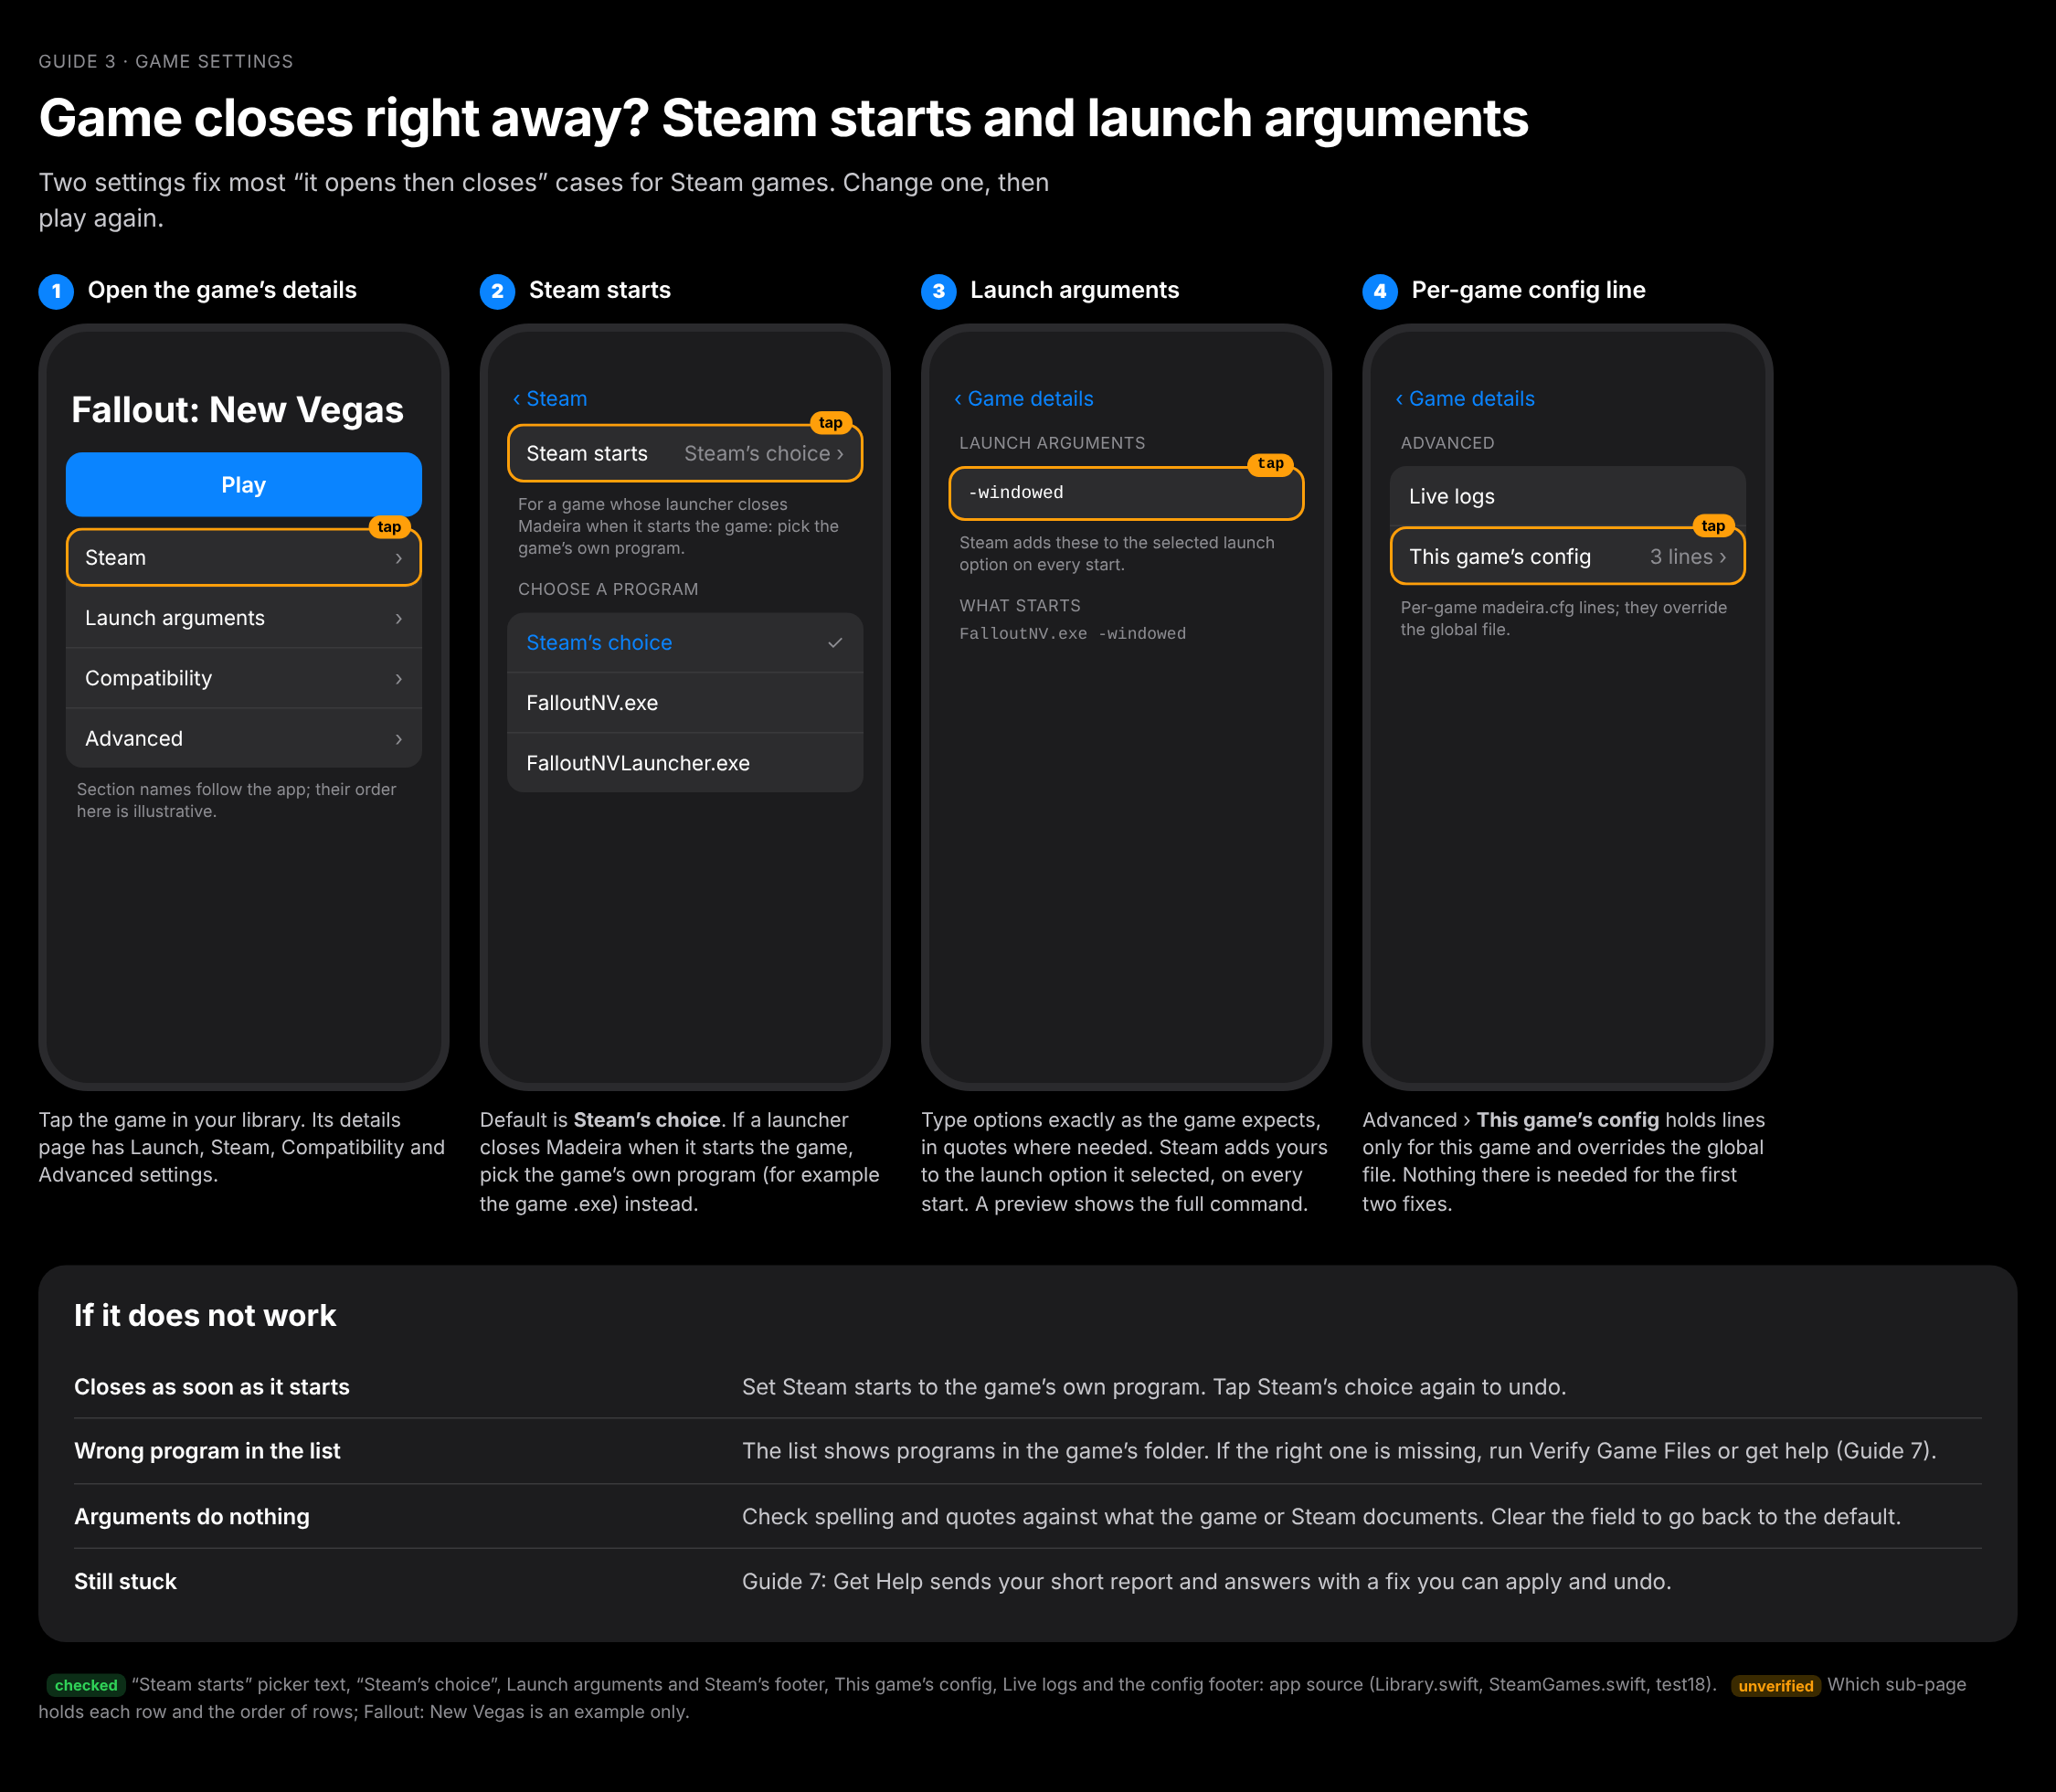 GUIDE 3 · GAME SETTINGS
Game closes right away? Steam starts and launch arguments
Two settings fix most “it opens then closes” cases for Steam games. Change one, then
play again.
1 Open the game’s details
Fallout: New Vegas
Play
tap
Steam ›
Launch arguments ›
Compatibility ›
Advanced ›
Section names follow the app; their order
here is illustrative.
Tap the game in your library. Its details
page has Launch, Steam, Compatibility and
Advanced settings.
2 Steam starts
‹ Steam
tap
Steam starts Steam’s choice ›
For a game whose launcher closes
Madeira when it starts the game: pick the
game’s own program.
CHOOSE A PROGRAM
Steam’s choice ✓
FalloutNV.exe
FalloutNVLauncher.exe
Default is Steam’s choice. If a launcher
closes Madeira when it starts the game,
pick the game’s own program (for example
the game .exe) instead.
3 Launch arguments
‹ Game details
LAUNCH ARGUMENTS
tap
-windowed
Steam adds these to the selected launch
option on every start.
WHAT STARTS
FalloutNV.exe -windowed
Type options exactly as the game expects,
in quotes where needed. Steam adds yours
to the launch option it selected, on every
start. A preview shows the full command.
4 Per-game config line
‹ Game details
ADVANCED
Live logs
tap
This game’s config 3 lines ›
Per-game madeira.cfg lines; they override
the global file.
Advanced › This game’s config holds lines
only for this game and overrides the global
file. Nothing there is needed for the first
two fixes.
If it does not work
Closes as soon as it starts Set Steam starts to the game’s own program. Tap Steam’s choice again to undo.
Wrong program in the list The list shows programs in the game’s folder. If the right one is missing, run Verify Game Files or get help (Guide 7).
Arguments do nothing Check spelling and quotes against what the game or Steam documents. Clear the field to go back to the default.
Still stuck Guide 7: Get Help sends your short report and answers with a fix you can apply and undo.
checked “Steam starts” picker text, “Steam’s choice”, Launch arguments and Steam’s footer, This game’s config, Live logs and the config footer: app source (Library.swift, SteamGames.swift, test18). unverified Which sub-page
holds each row and the order of rows; Fallout: New Vegas is an example only.